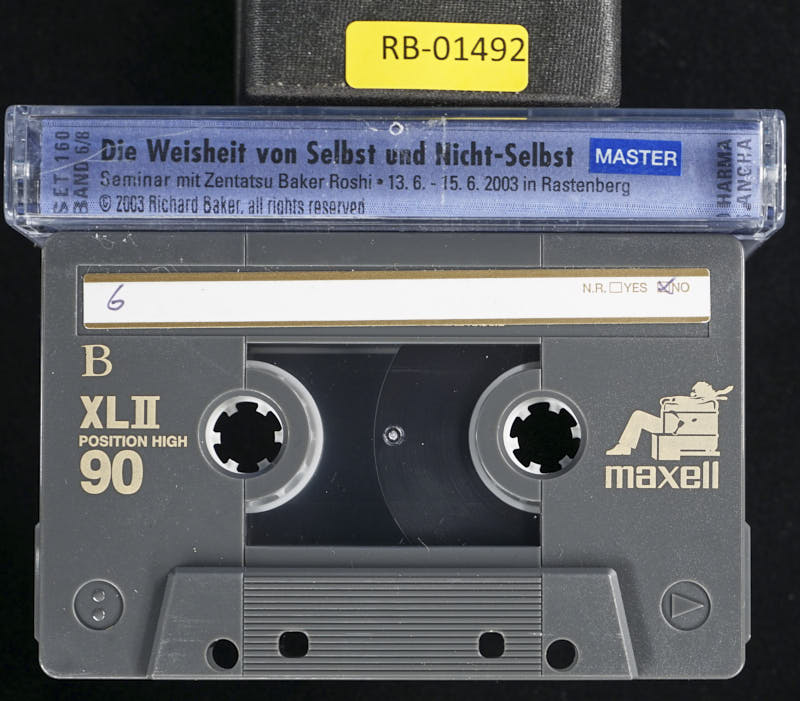 RB-01492
SET 160
BAND 6/8
Die Weisheit von Selbst und Nicht-Selbst
MASTER
Seminar mit Zentatsu Baker Roshi • 13. 6. - 15. 6. 2003 in Rastenberg
© 2003 Richard Baker, all rights reserved
DHARMA
SANGHA
6
N.R. YES NO
B
XLII
POSITION HIGH
90
maxell